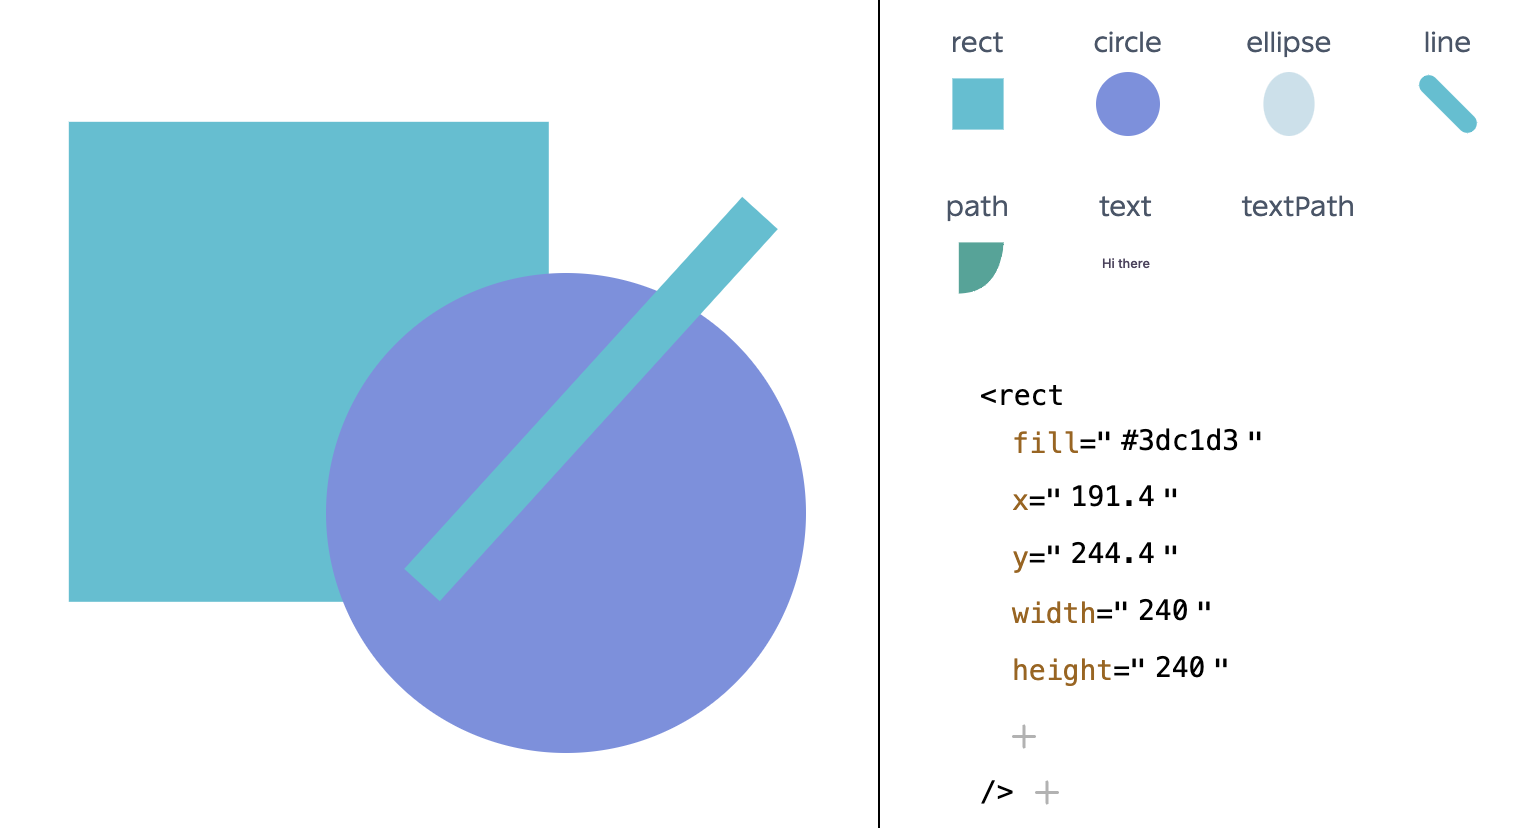 rect circle ellipse line
path text textPath
Hi there
<rect
fill=" #3dc1d3 "
x=" 191.4 "
y=" 244.4 "
width=" 240 "
height=" 240 "
+
/> +